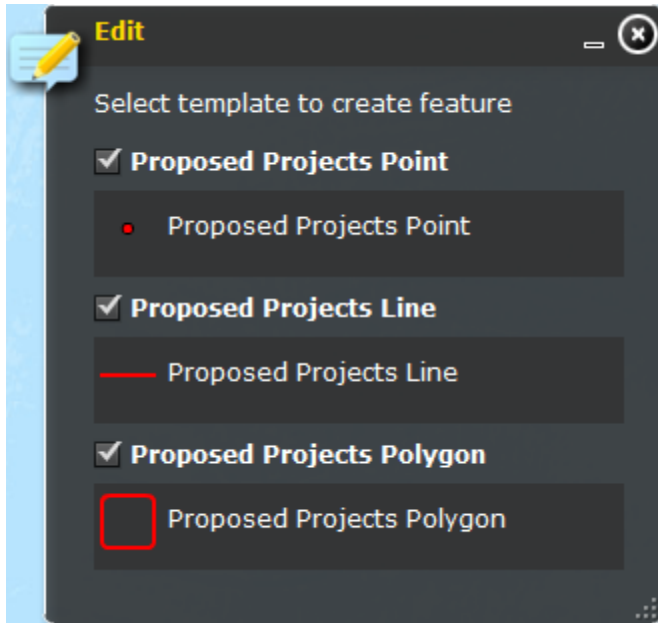 Edit
Select template to create feature
Proposed Projects Point
Proposed Projects Point
Proposed Projects Line
Proposed Projects Line
Proposed Projects Polygon
Proposed Projects Polygon